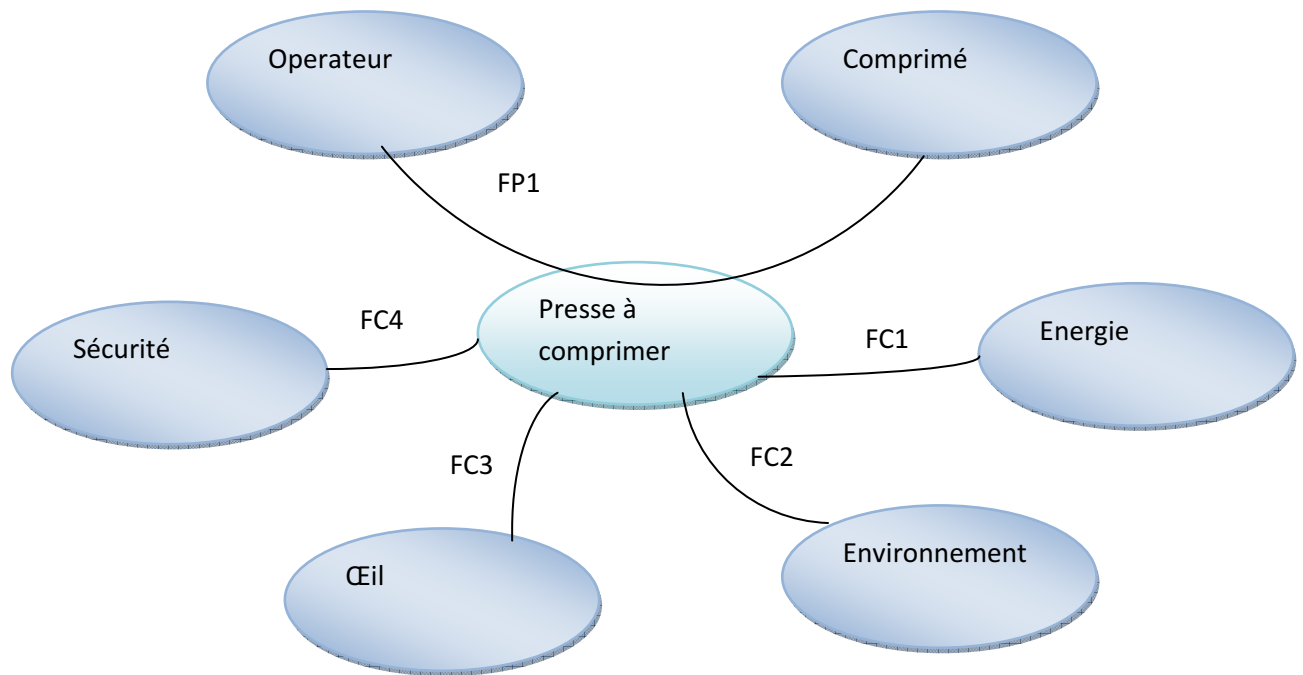 Operateur
Comprimé
FP1
Presse à
comprimer
Sécurité
FC4
FC1
Energie
FC3
FC2
Œil
Environnement